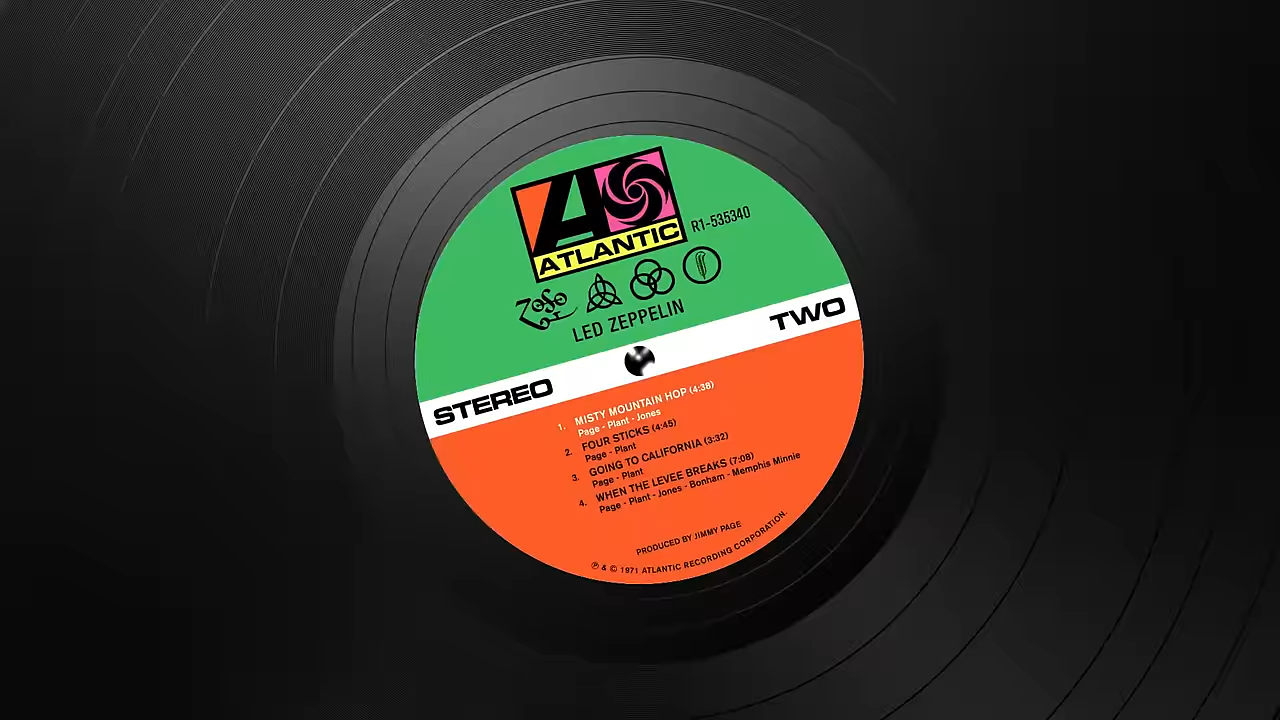 ATLANTIC
R1-535340
LED ZEPPELIN
STEREO
TWO
1. MISTY MOUNTAIN HOP (4:38)
Page - Plant - Jones
2. FOUR STICKS (4:45)
Page - Plant
3. GOING TO CALIFORNIA (3:32)
Page - Plant
4. WHEN THE LEVEE BREAKS (7:08)
Page - Plant - Jones - Bonham - Memphis Minnie
PRODUCED BY JIMMY PAGE
℗ & © 1971 ATLANTIC RECORDING CORPORATION.